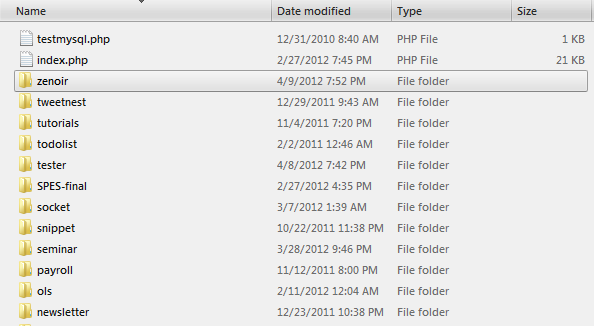 Name Date modified Type Size
testmysql.php 12/31/2010 8:40 AM PHP File 1 KB
index.php 2/27/2012 7:45 PM PHP File 21 KB
zenoir 4/9/2012 7:52 PM File folder
tweetnest 12/29/2011 9:43 AM File folder
tutorials 11/4/2011 7:20 PM File folder
todolist 2/2/2011 12:46 AM File folder
tester 4/8/2012 7:42 PM File folder
SPES-final 2/27/2012 4:35 PM File folder
socket 3/7/2012 1:39 AM File folder
snippet 10/22/2011 11:38 PM File folder
seminar 3/28/2012 9:46 PM File folder
payroll 11/12/2011 8:00 PM File folder
ols 2/11/2012 12:04 AM File folder
newsletter 12/23/2011 10:38 PM File folder